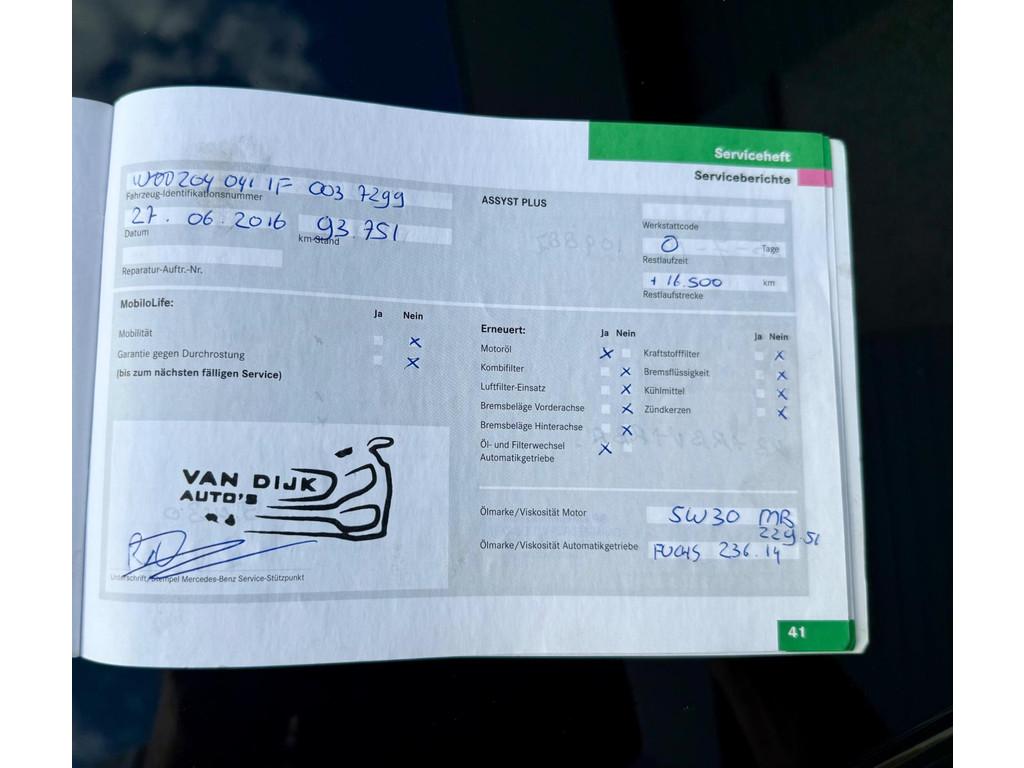 Serviceheft
Serviceberichte
WDD204 041 1F 003 7299
Fahrzeug-Identifikationsnummer
27. 06. 2016 93.751
Datum km-Stand
Reparatur-Auftr.-Nr.
ASSYST PLUS
Werkstattcode
0 Tage
Restlaufzeit
+ 16.500 km
Restlaufstrecke
MobiloLife:
Ja Nein
Mobilität x
Garantie gegen Durchrostung x
(bis zum nächsten fälligen Service)
Erneuert: Ja Nein Ja Nein
Motoröl x Kraftstofffilter x
Kombifilter x Bremsflüssigkeit x
Luftfilter-Einsatz x Kühlmittel x
Bremsbeläge Vorderachse x Zündkerzen x
Bremsbeläge Hinterachse x
Öl- und Filterwechsel x
Automatikgetriebe
VAN DIJK
AUTO'S
Unterschrift/Stempel Mercedes-Benz Service-Stützpunkt
Ölmarke/Viskosität Motor 5W30 MB
229.51
Ölmarke/Viskosität Automatikgetriebe FUCHS 236.14
41